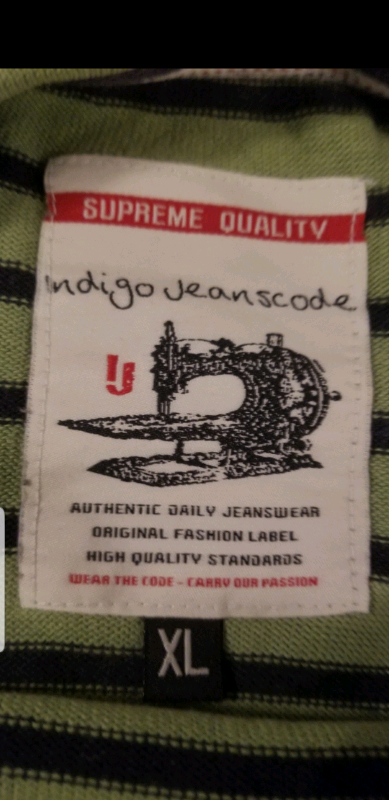 SUPREME QUALITY
Indigo Jeanscode
IJ
AUTHENTIC DAILY JEANSWEAR
ORIGINAL FASHION LABEL
HIGH QUALITY STANDARDS
WEAR THE CODE - CARRY OUR PASSION
XL